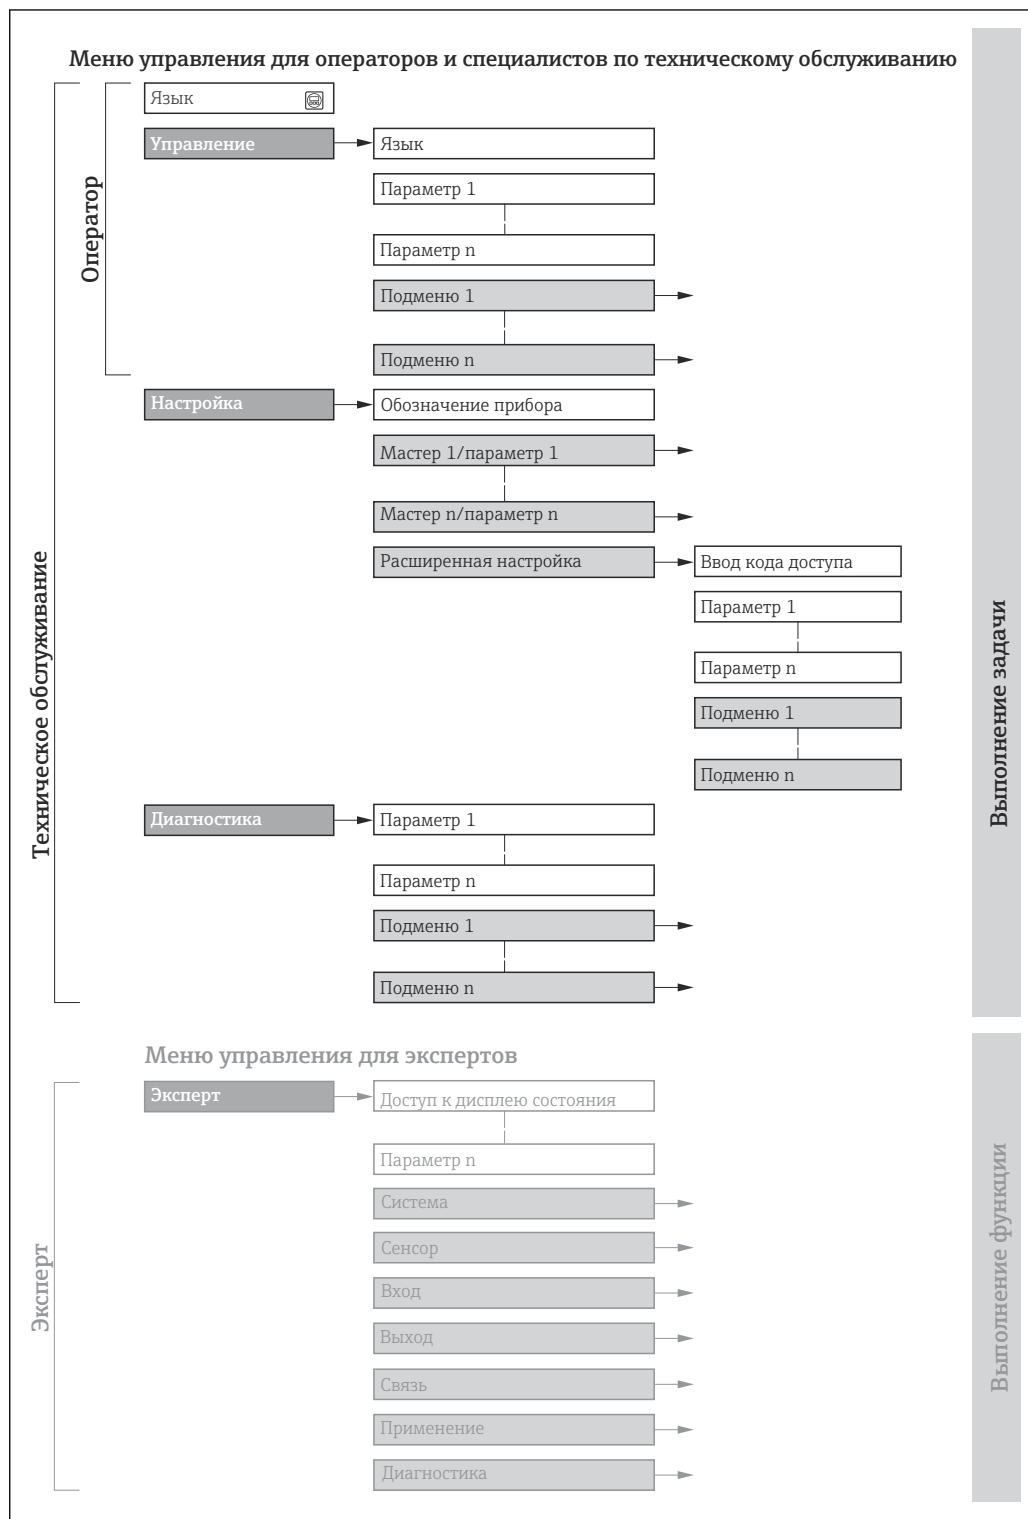 Меню управления для операторов и специалистов по техническому обслуживанию
Язык
Управление
Язык
Параметр 1
Параметр n
Подменю 1
Подменю n
Оператор
Настройка
Обозначение прибора
Мастер 1/параметр 1
Мастер n/параметр n
Расширенная настройка
Ввод кода доступа
Параметр 1
Параметр n
Подменю 1
Подменю n
Диагностика
Параметр 1
Параметр n
Подменю 1
Подменю n
Техническое обслуживание
Выполнение задачи
Меню управления для экспертов
Эксперт
Доступ к дисплею состояния
Параметр n
Система
Сенсор
Вход
Выход
Связь
Применение
Диагностика
Эксперт
Выполнение функции